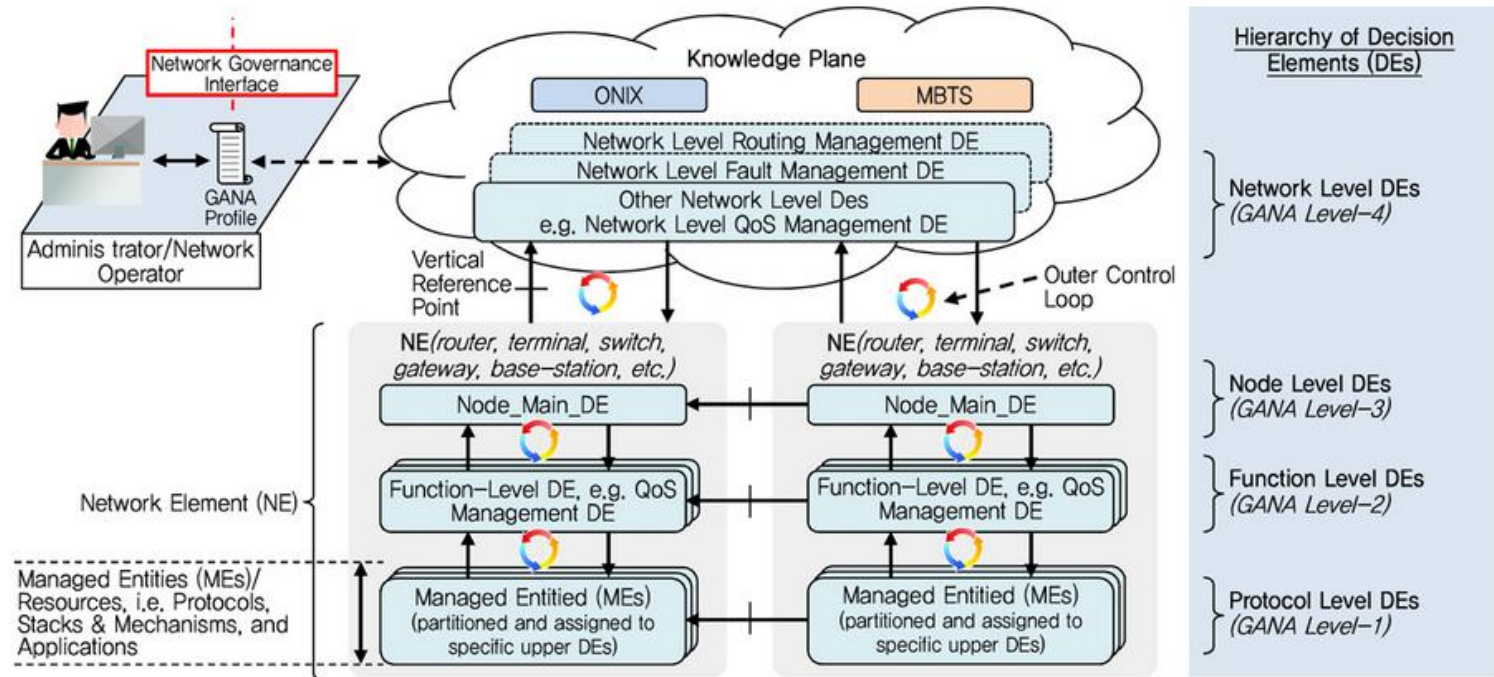 Network Governance
Interface
GANA
Profile
Adminis trator/Network
Operator
Knowledge Plane
ONIX
MBTS
Network Level Routing Management DE
Network Level Fault Management DE
Other Network Level Des
e.g. Network Level QoS Management DE
Vertical
Reference
Point
Outer Control
Loop
Network Element (NE)
Managed Entities (MEs)/
Resources, i.e. Protocols,
Stacks & Mechanisms, and
Applications
NE(router, terminal, switch,
gateway, base-station, etc.)
Node_Main_DE
Function-Level DE, e.g. QoS
Management DE
Managed Entitied (MEs)
(partitioned and assigned to
specific upper DEs)
NE(router, terminal, switch,
gateway, base-station, etc.)
Node_Main_DE
Function-Level DE, e.g. QoS
Management DE
Managed Entitied (MEs)
(partitioned and assigned to
specific upper DEs)
Hierarchy of Decision
Elements (DEs)
Network Level DEs
(GANA Level-4)
Node Level DEs
(GANA Level-3)
Function Level DEs
(GANA Level-2)
Protocol Level DEs
(GANA Level-1)